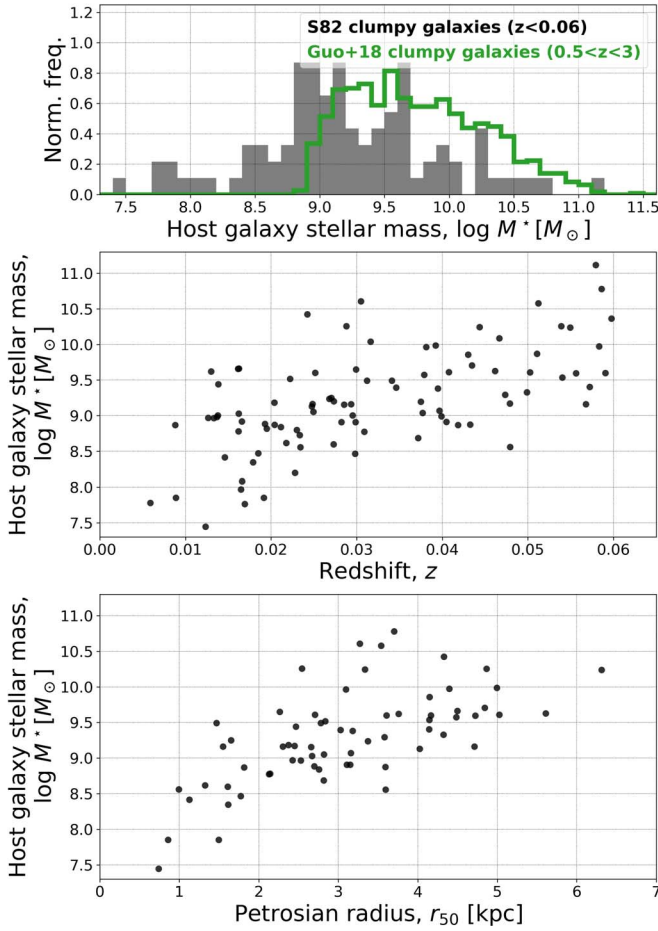 S82 clumpy galaxies (z<0.06)
Guo+18 clumpy galaxies (0.5<z<3)
Norm. freq.
1.2
1.0
0.8
0.6
0.4
0.2
0.0
7.5 8.0 8.5 9.0 9.5 10.0 10.5 11.0 11.5
Host galaxy stellar mass, log M⋆[M⊙]
Host galaxy stellar mass,
log M⋆[M⊙]
11.0
10.5
10.0
9.5
9.0
8.5
8.0
7.5
0.00 0.01 0.02 0.03 0.04 0.05 0.06
Redshift, z
Host galaxy stellar mass,
log M⋆[M⊙]
11.0
10.5
10.0
9.5
9.0
8.5
8.0
7.5
0 1 2 3 4 5 6 7
Petrosian radius, r50 [kpc]